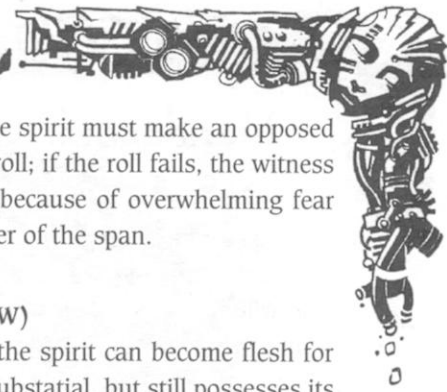 e spirit must make an opposed
roll; if the roll fails, the witness
because of overwhelming fear
er of the span.
W)
the spirit can become flesh for
ubstatial, but still possesses its